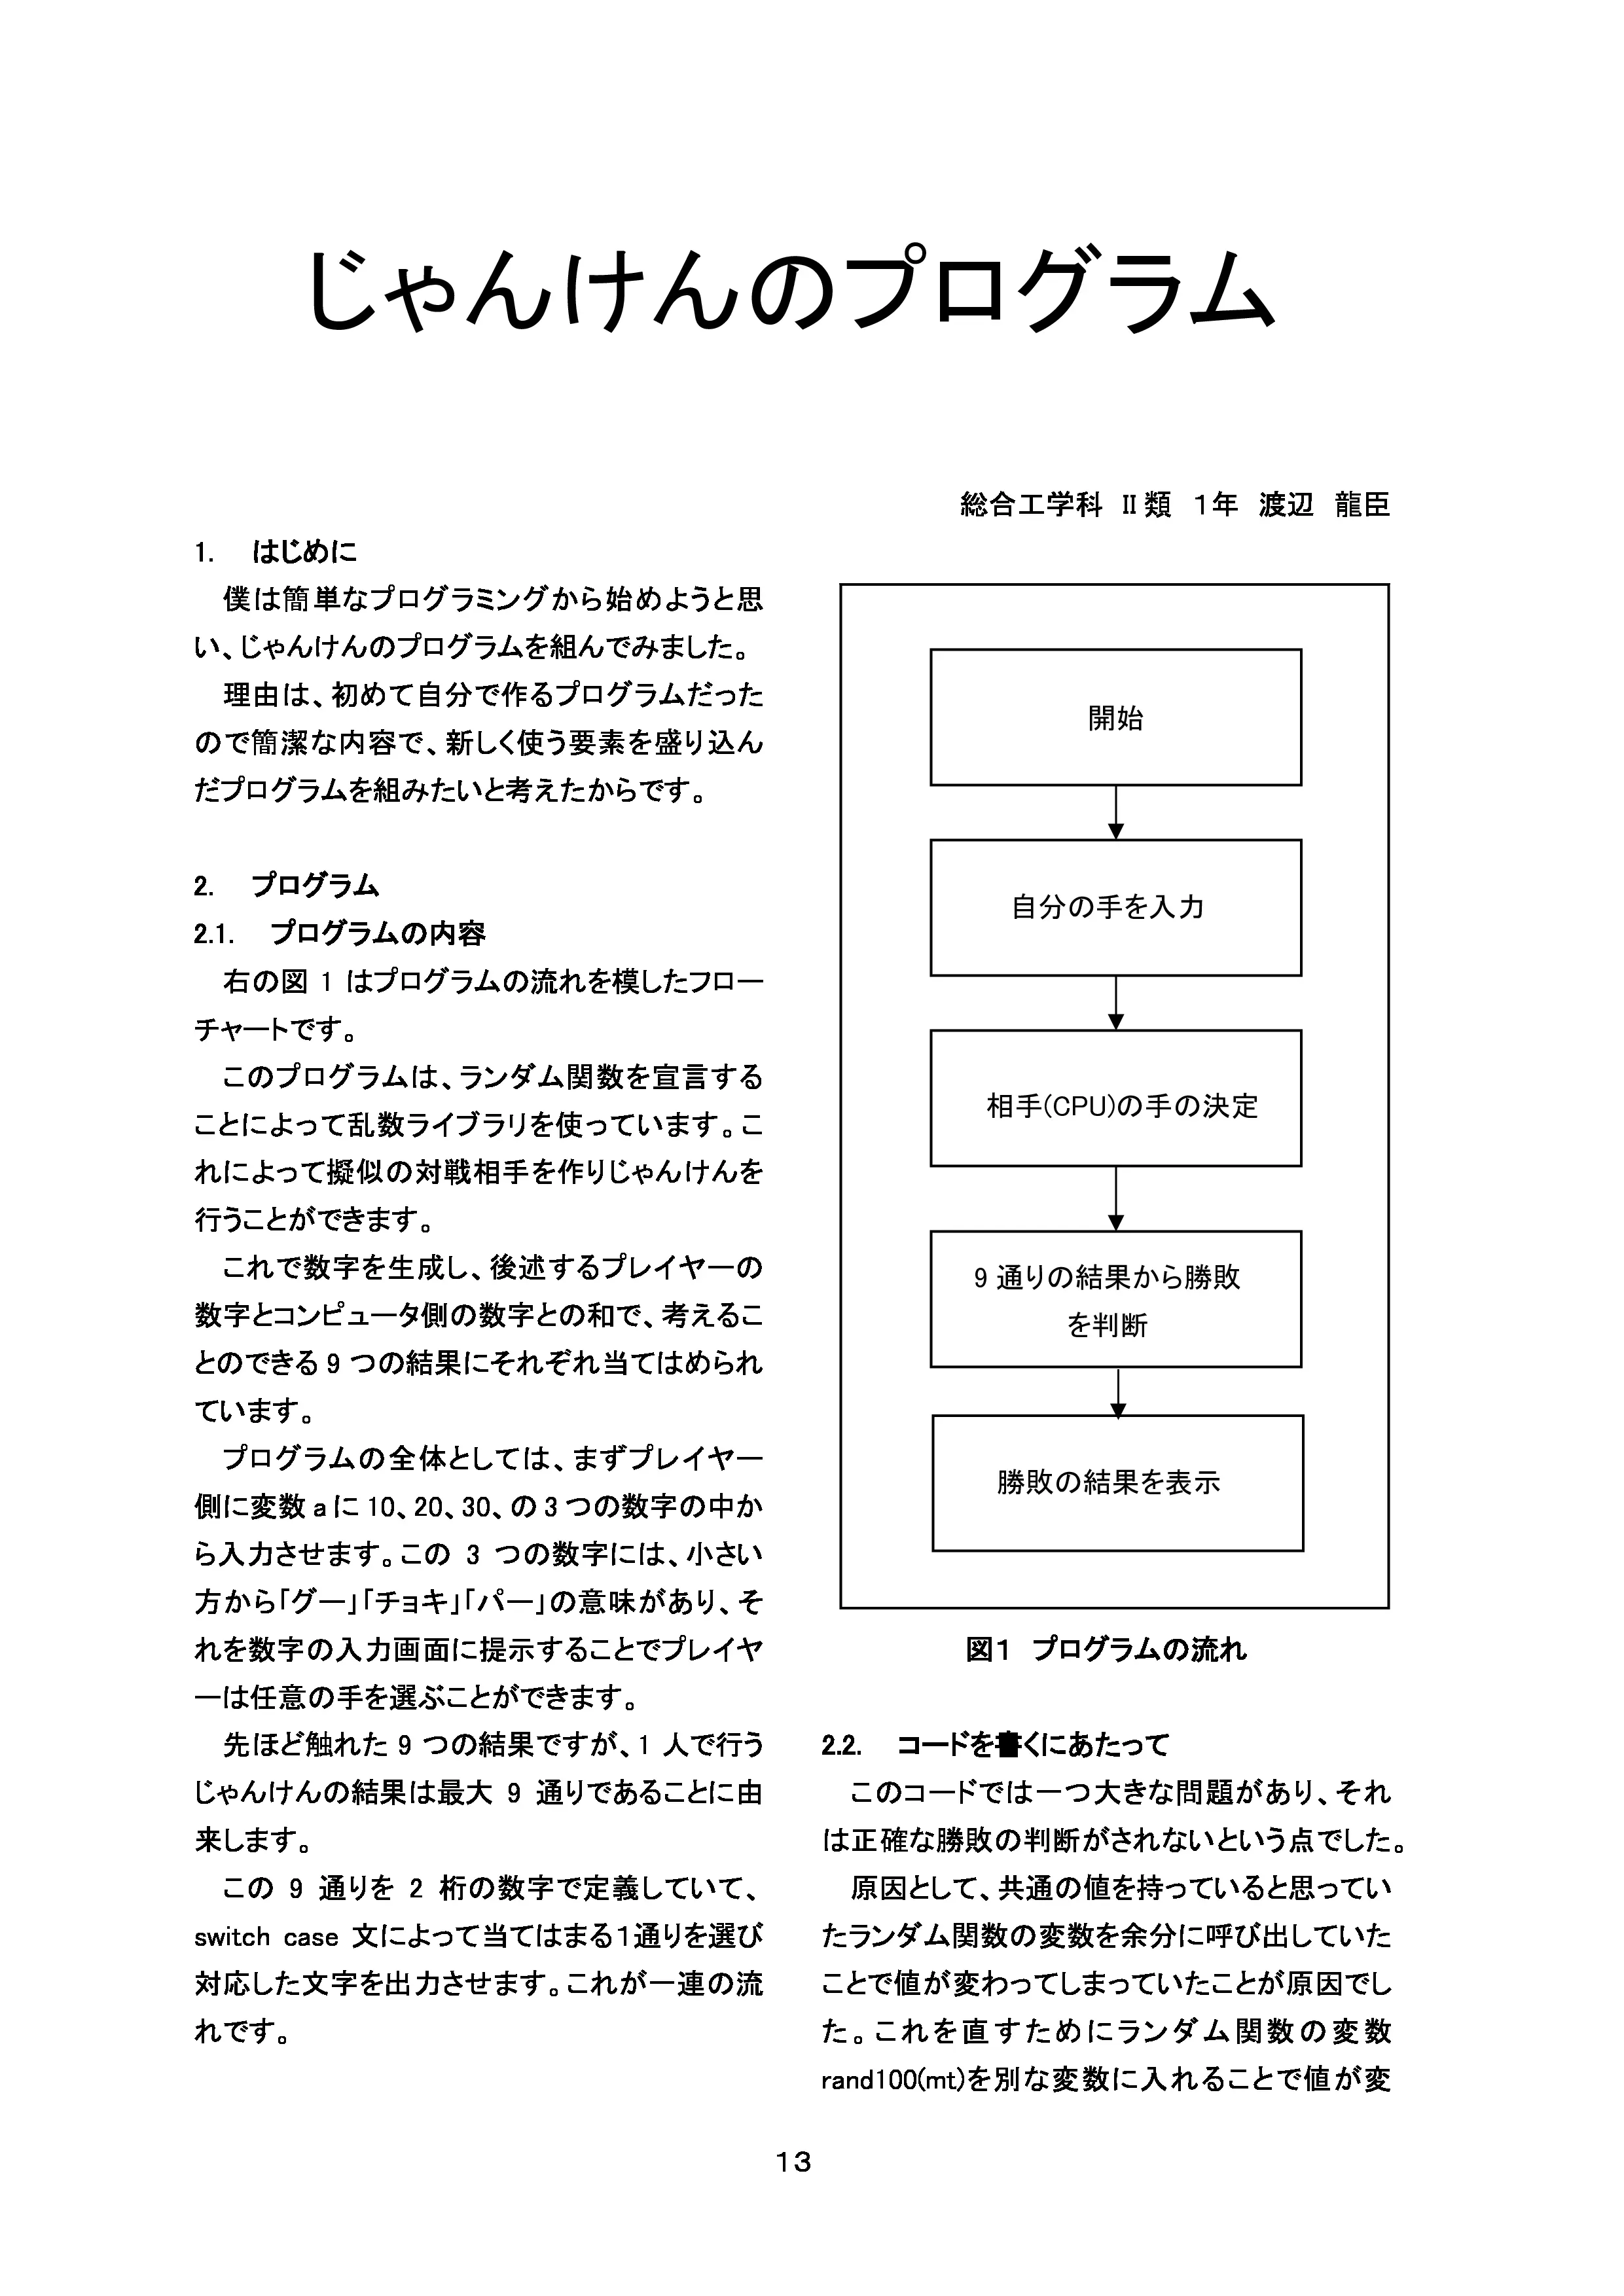 じゃんけんのプログラム
総合工学科 Ⅱ類 1年 渡辺 龍臣
1. はじめに
僕は簡単なプログラミングから始めようと思
い、じゃんけんのプログラムを組んでみました。
理由は、初めて自分で作るプログラムだった
ので簡潔な内容で、新しく使う要素を盛り込ん
だプログラムを組みたいと考えたからです。
2. プログラム
2.1. プログラムの内容
右の図 1 はプログラムの流れを模したフロー
チャートです。
このプログラムは、ランダム関数を宣言する
ことによって乱数ライブラリを使っています。こ
れによって擬似の対戦相手を作りじゃんけんを
行うことができます。
これで数字を生成し、後述するプレイヤーの
数字とコンピュータ側の数字との和で、考えるこ
とのできる 9 つの結果にそれぞれ当てはめられ
ています。
プログラムの全体としては、まずプレイヤー
側に変数 a に 10、20、30、の 3 つの数字の中か
ら入力させます。この 3 つの数字には、小さい
方から「グー」「チョキ」「パー」の意味があり、そ
れを数字の入力画面に提示することでプレイヤ
ーは任意の手を選ぶことができます。
先ほど触れた 9 つの結果ですが、1 人で行う
じゃんけんの結果は最大 9 通りであることに由
来します。
この 9 通りを 2 桁の数字で定義していて、
switch case 文によって当てはまる1通りを選び
対応した文字を出力させます。これが一連の流
れです。
開始
自分の手を入力
相手(CPU)の手の決定
9 通りの結果から勝敗
を判断
勝敗の結果を表示
図1 プログラムの流れ
2.2. コードを書くにあたって
このコードでは一つ大きな問題があり、それ
は正確な勝敗の判断がされないという点でした。
原因として、共通の値を持っていると思ってい
たランダム関数の変数を余分に呼び出していた
ことで値が変わってしまっていたことが原因でし
た。これを直すためにランダム関数の変数
rand100(mt)を別な変数に入れることで値が変
13